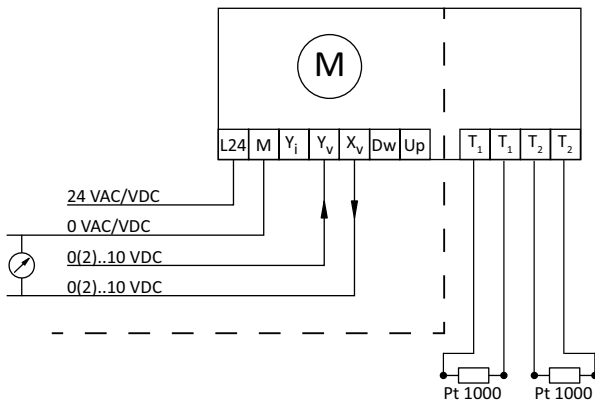 M
L24 M Yi Yv Xv Dw Up T1 T1 T2 T2
24 VAC/VDC
0 VAC/VDC
0(2)..10 VDC
0(2)..10 VDC
Pt 1000 Pt 1000